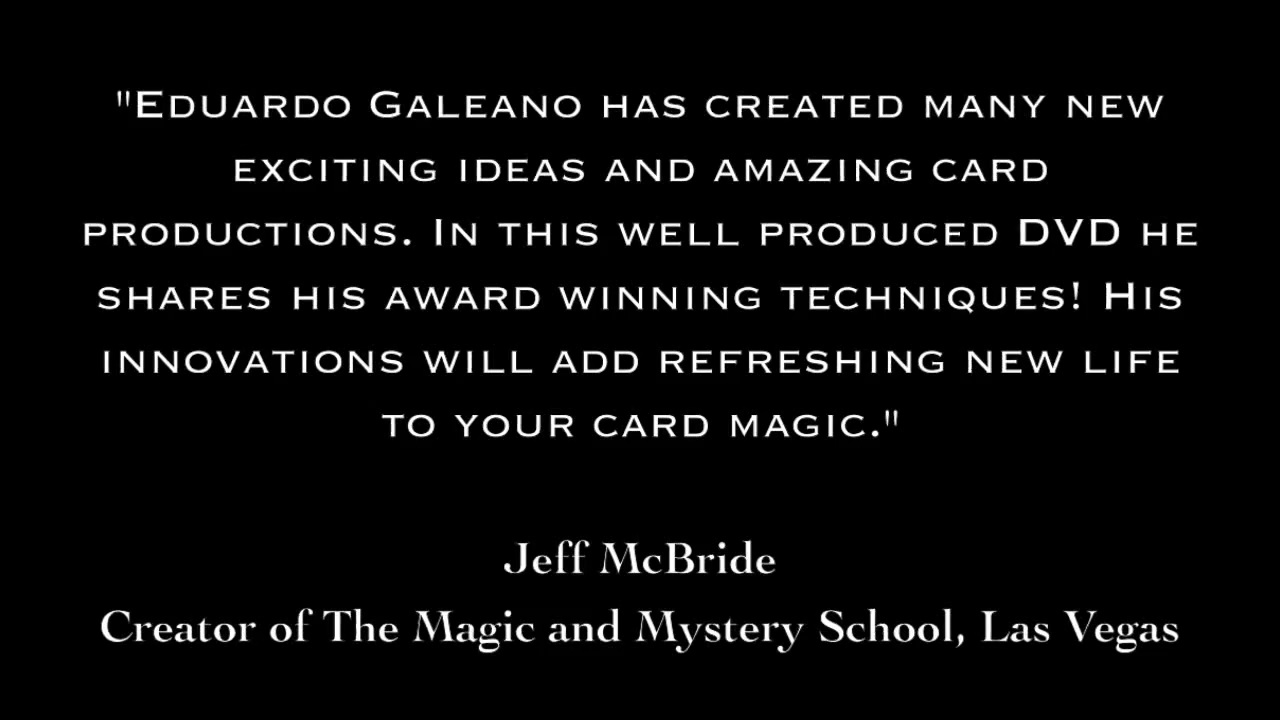 "Eduardo Galeano has created many new
exciting ideas and amazing card
productions. In this well produced DVD he
shares his award winning techniques! His
innovations will add refreshing new life
to your card magic."
Jeff McBride
Creator of The Magic and Mystery School, Las Vegas